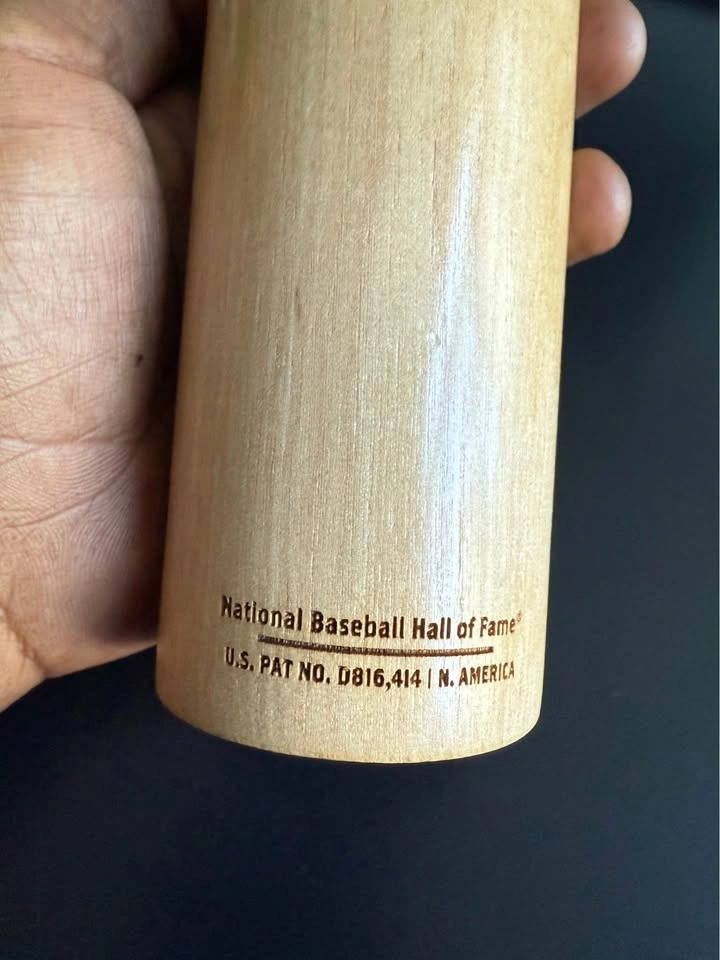 National Baseball Hall of Fame®
U.S. PAT NO. D816,414 | N. AMERICA